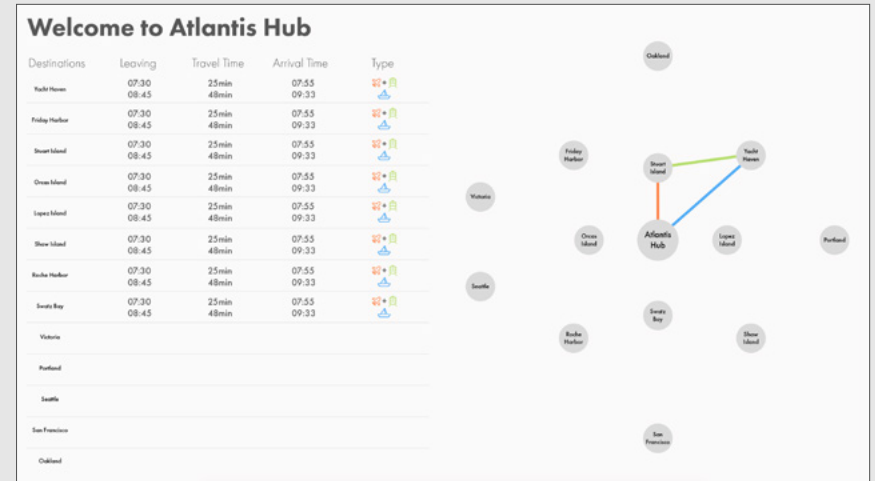 Welcome to Atlantis Hub
Destinations Leaving Travel Time Arrival Time Type
Yacht Haven 07:30 25min 07:55 +
08:45 48min 09:33
Friday Harbor 07:30 25min 07:55 +
08:45 48min 09:33
Stuart Island 07:30 25min 07:55 +
08:45 48min 09:33
Orcas Island 07:30 25min 07:55 +
08:45 48min 09:33
Lopez Island 07:30 25min 07:55 +
08:45 48min 09:33
Shaw Island 07:30 25min 07:55 +
08:45 48min 09:33
Roche Harbor 07:30 25min 07:55 +
08:45 48min 09:33
Swatz Bay 07:30 25min 07:55 +
08:45 48min 09:33
Victoria
Portland
Seattle
San Francisco
Oakland
Oakland
Friday
Harbor
Stuart
Island
Yacht
Haven
Victoria
Orcas
Island
Atlantis
Hub
Lopez
Island
Portland
Seattle
Swatz
Bay
Roche
Harbor
Shaw
Island
San
Francisco